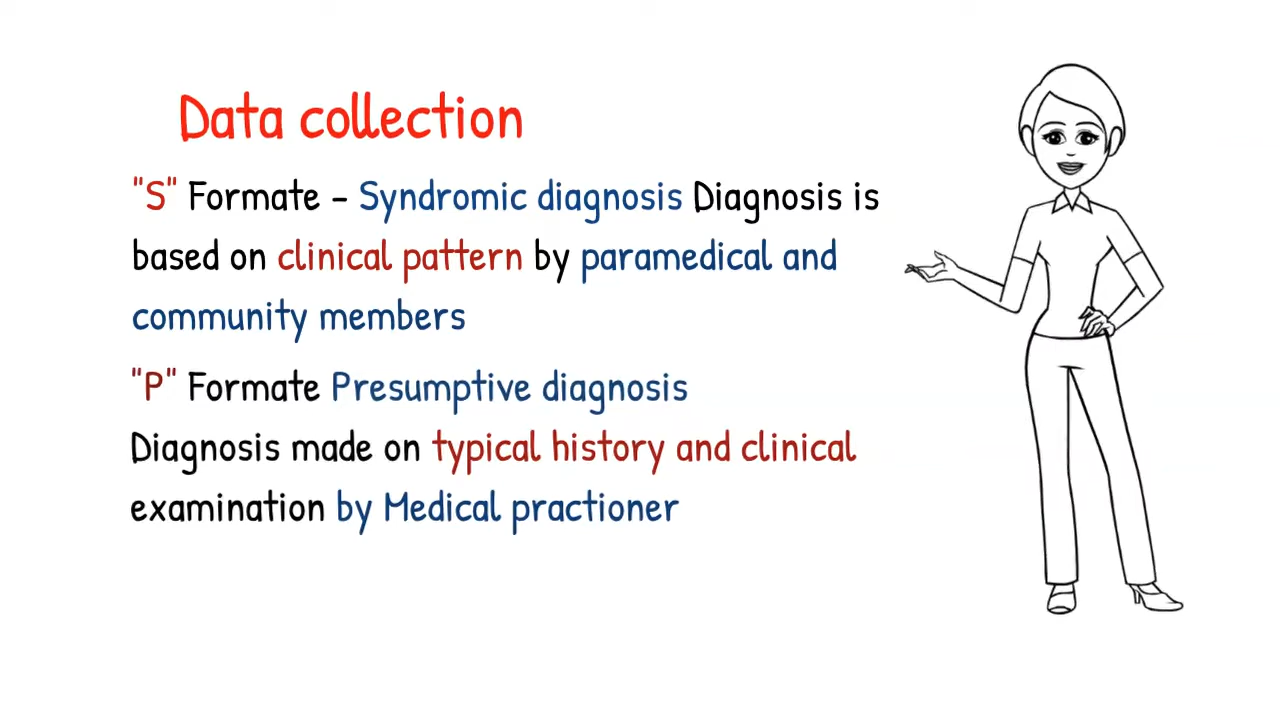 Data collection
"S" Formate - Syndromic diagnosis Diagnosis is
based on clinical pattern by paramedical and
community members
"P" Formate Presumptive diagnosis
Diagnosis made on typical history and clinical
examination by Medical practioner